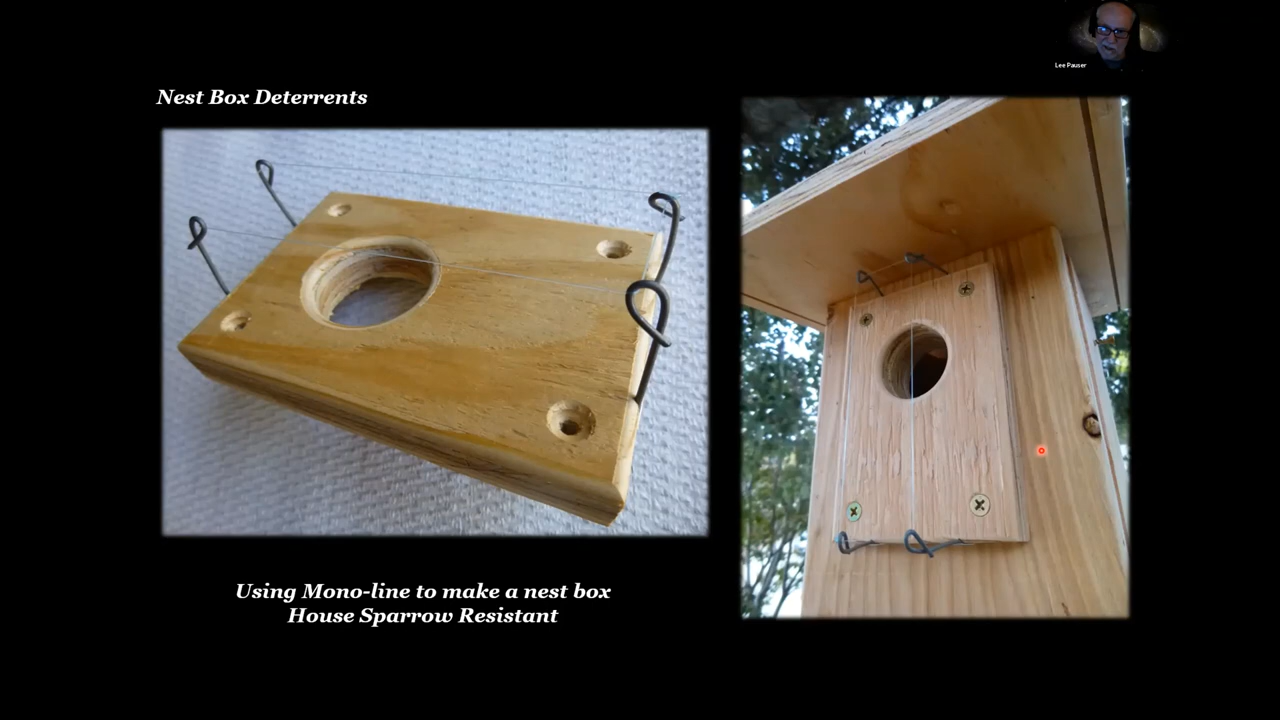 Lee Pauser
Nest Box Deterrents
Using Mono-line to make a nest box
House Sparrow Resistant